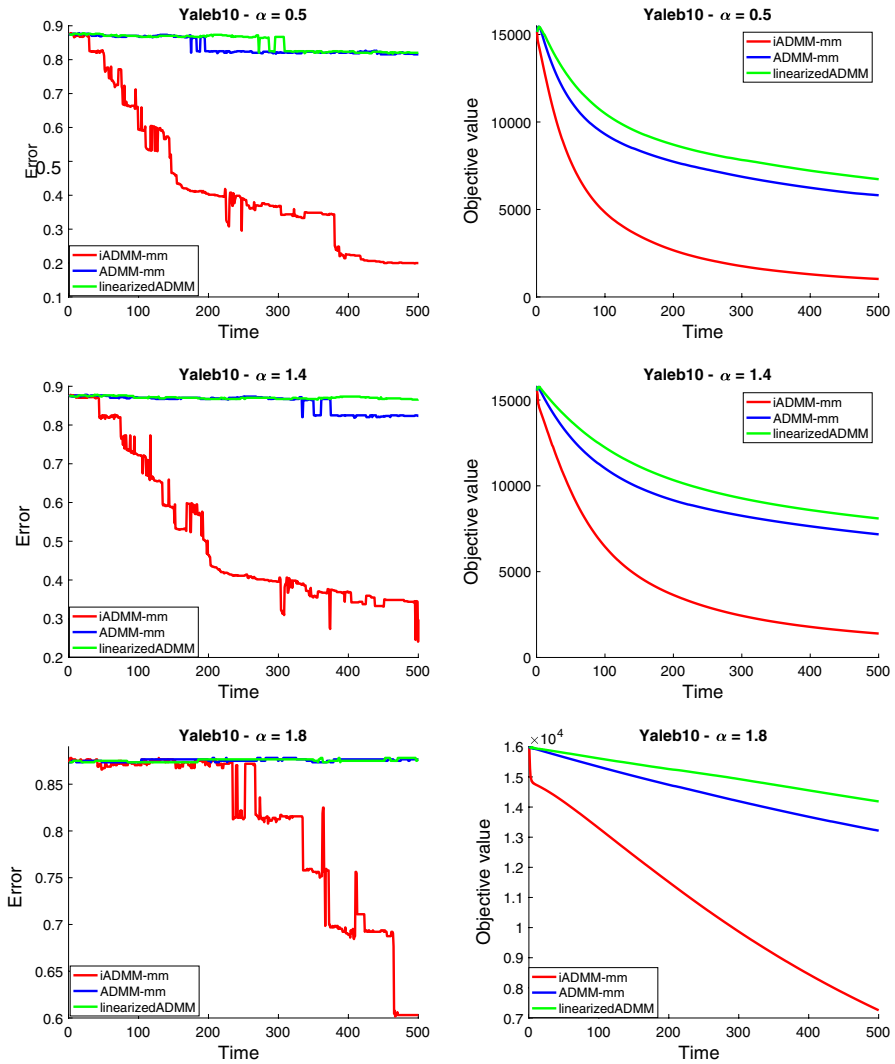 Yaleb10 - α = 0.5
0.9
0.8
0.7
0.6
0.5
0.4
0.3
0.2
0.1
Error
iADMM-mm
ADMM-mm
linearizedADMM
0 100 200 300 400 500
Time
Yaleb10 - α = 0.5
15000
10000
5000
0
Objective value
iADMM-mm
ADMM-mm
linearizedADMM
0 100 200 300 400 500
Time
Yaleb10 - α = 1.4
0.9
0.8
0.7
0.6
0.5
0.4
0.3
0.2
Error
iADMM-mm
ADMM-mm
linearizedADMM
0 100 200 300 400 500
Time
Yaleb10 - α = 1.4
15000
10000
5000
0
Objective value
iADMM-mm
ADMM-mm
linearizedADMM
0 100 200 300 400 500
Time
Yaleb10 - α = 1.8
0.85
0.8
0.75
0.7
0.65
0.6
Error
iADMM-mm
ADMM-mm
linearizedADMM
0 100 200 300 400 500
Time
Yaleb10 - α = 1.8
×10⁴
1.6
1.5
1.4
1.3
1.2
1.1
1
0.9
0.8
0.7
Objective value
iADMM-mm
ADMM-mm
linearizedADMM
0 100 200 300 400 500
Time